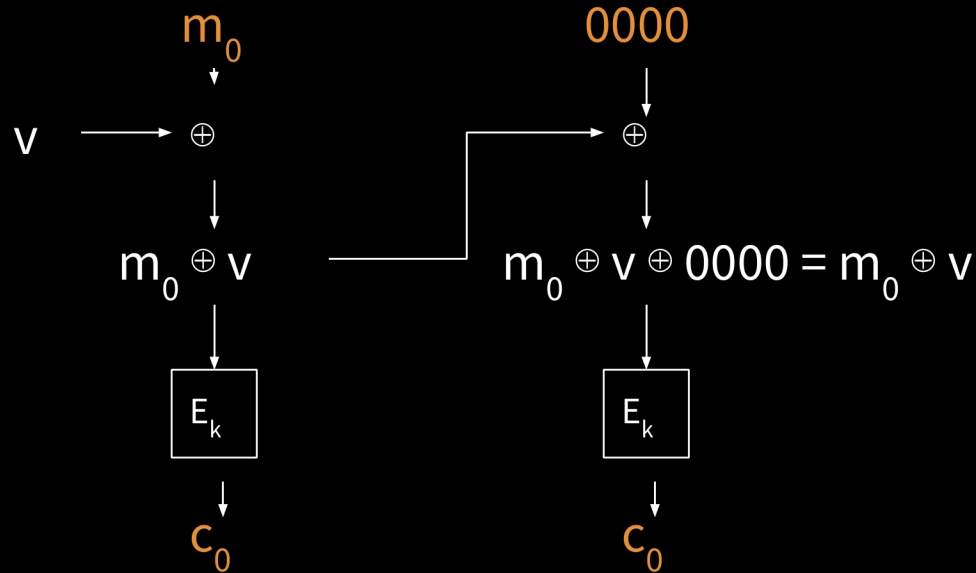 m₀ 0000
v ⊕ ⊕
m₀ ⊕ v m₀ ⊕ v ⊕ 0000 = m₀ ⊕ v
Eₖ Eₖ
c₀ c₀